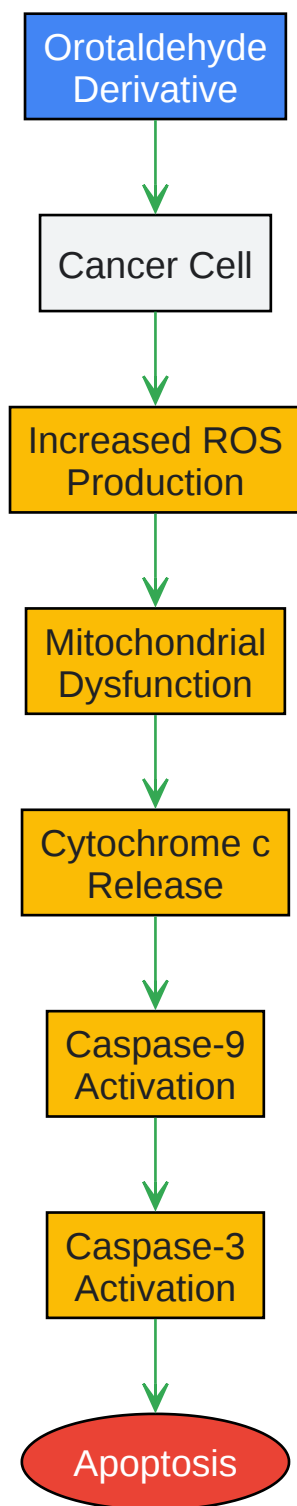 Orotaldehyde
Derivative
Cancer Cell
Increased ROS
Production
Mitochondrial
Dysfunction
Cytochrome c
Release
Caspase-9
Activation
Caspase-3
Activation
Apoptosis